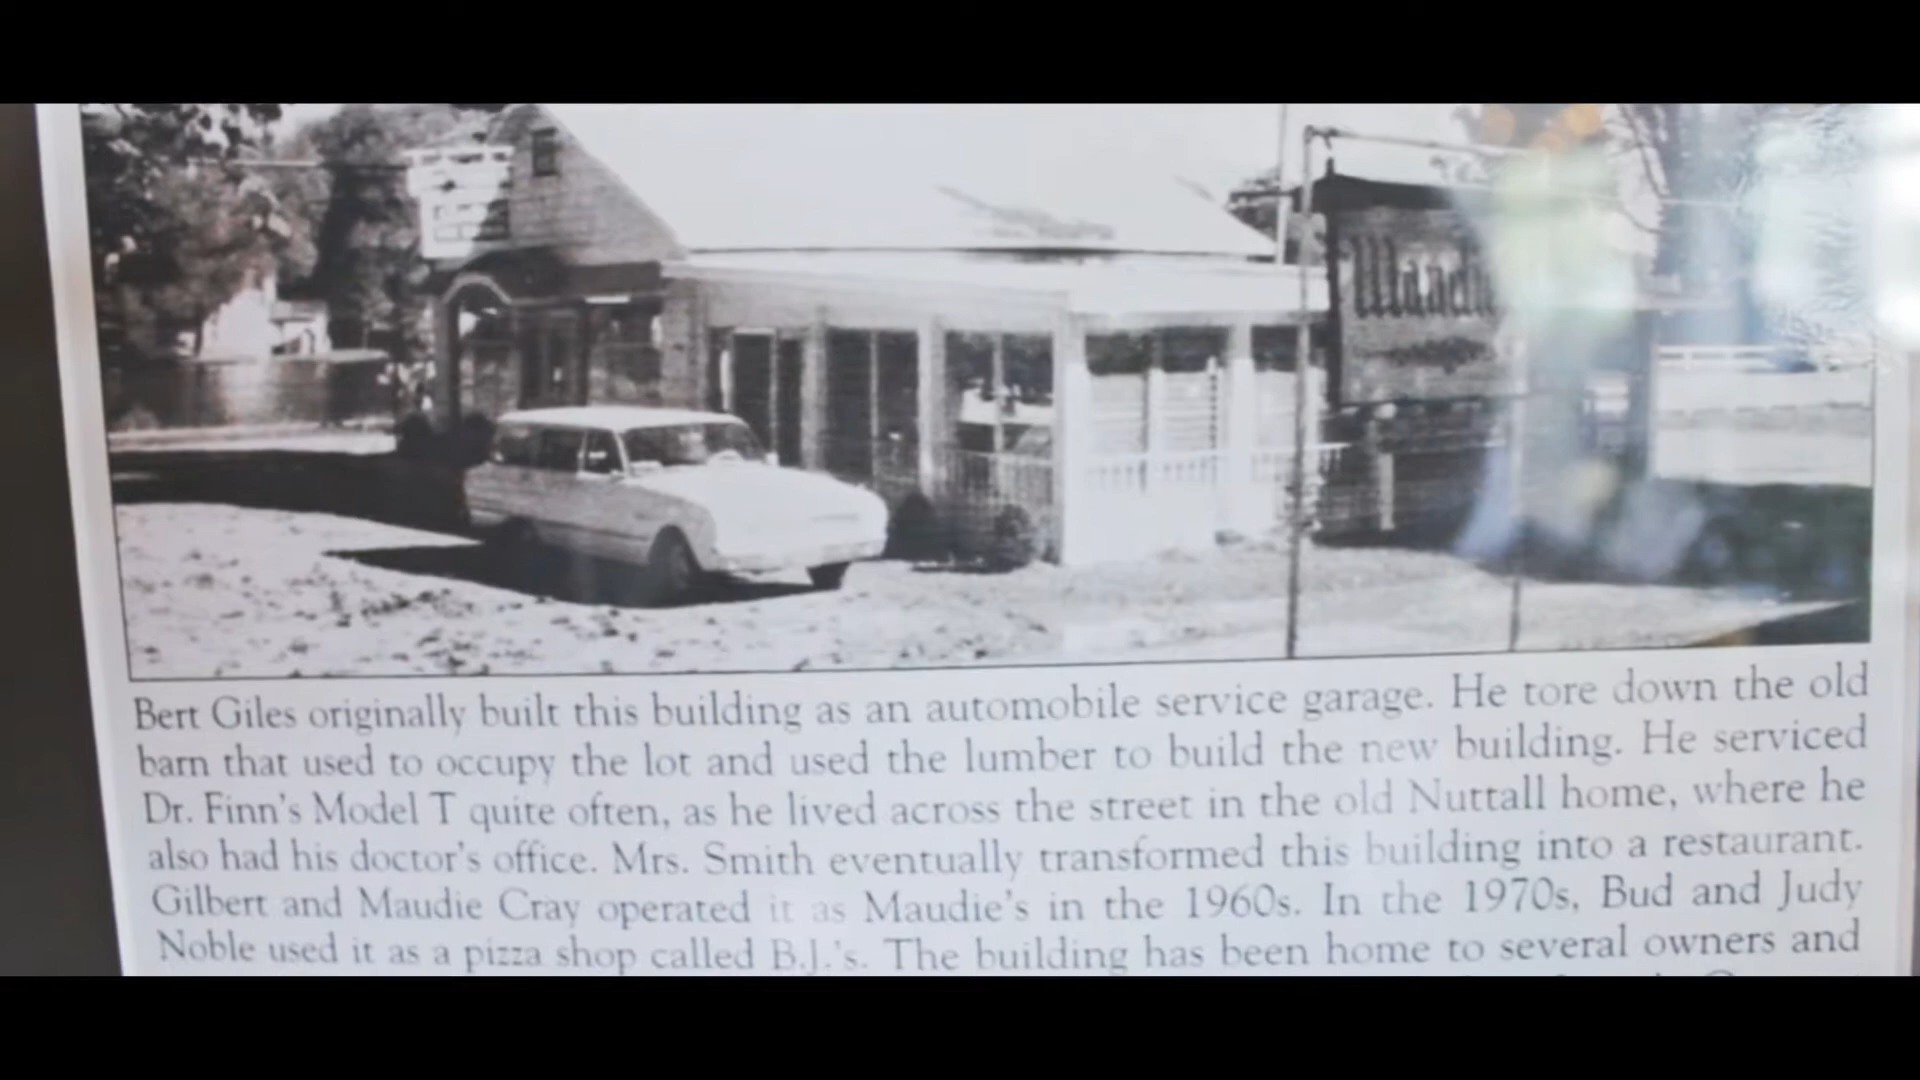 Maudie
Bert Giles originally built this building as an automobile service garage. He tore down the old
barn that used to occupy the lot and used the lumber to build the new building. He serviced
Dr. Finn's Model T quite often, as he lived across the street in the old Nuttall home, where he
also had his doctor's office. Mrs. Smith eventually transformed this building into a restaurant.
Gilbert and Maudie Cray operated it as Maudie's in the 1960s. In the 1970s, Bud and Judy
Noble used it as a pizza shop called B.J.'s. The building has been home to several owners and